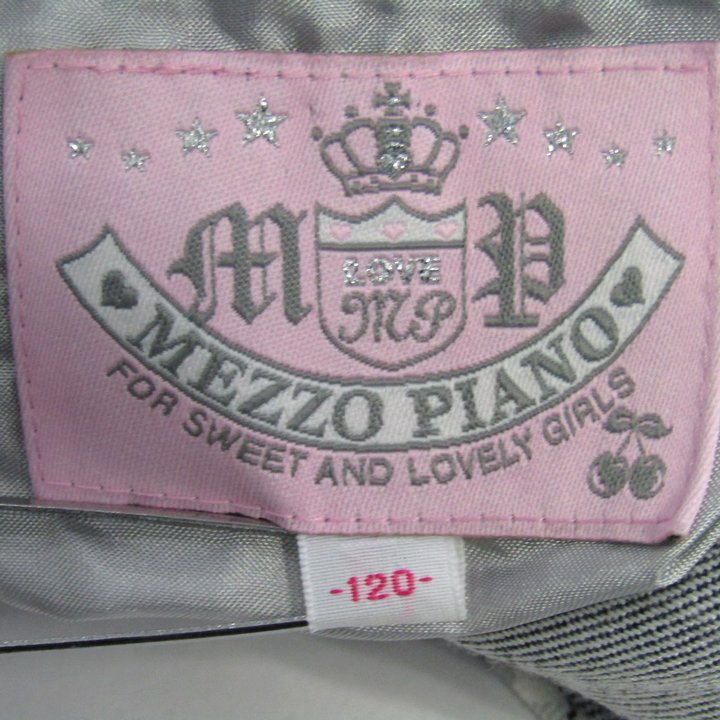 M P
LOVE
MP
MEZZO PIANO
FOR SWEET AND LOVELY GIRLS
-120-